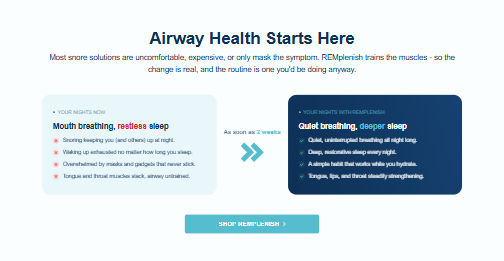 Airway Health Starts Here
Most snore solutions are uncomfortable, expensive, or only mask the symptom. REMplenish trains the muscles - so the
change is real, and the routine is one you'd be doing anyway.
• YOUR NIGHTS NOW
Mouth breathing, restless sleep
Snoring keeping you (and others) up at night.
Waking up exhausted no matter how long you sleep.
Overwhelmed by masks and gadgets that never stick.
Tongue and throat muscles slack, airway untrained.
As soon as 2 weeks
• YOUR NIGHTS WITH REMPLENISH
Quiet breathing, deeper sleep
Quiet, uninterrupted breathing all night long.
Deep, restorative sleep every night.
A simple habit that works while you hydrate.
Tongue, lips, and throat steadily strengthening.
SHOP REMPLENISH ›